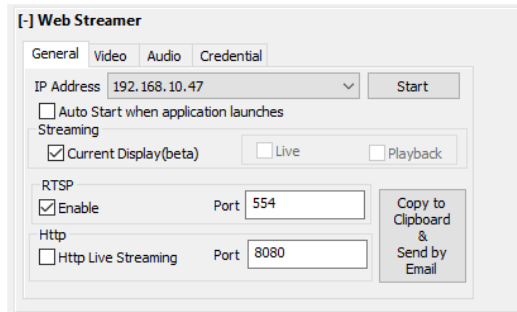 [-] Web Streamer
General Video Audio Credential
IP Address 192.168.10.47 Start
Auto Start when application launches
Streaming
Current Display(beta) Live Playback
RTSP
Enable Port 554
Http
Http Live Streaming Port 8080
Copy to
Clipboard
&
Send by
Email